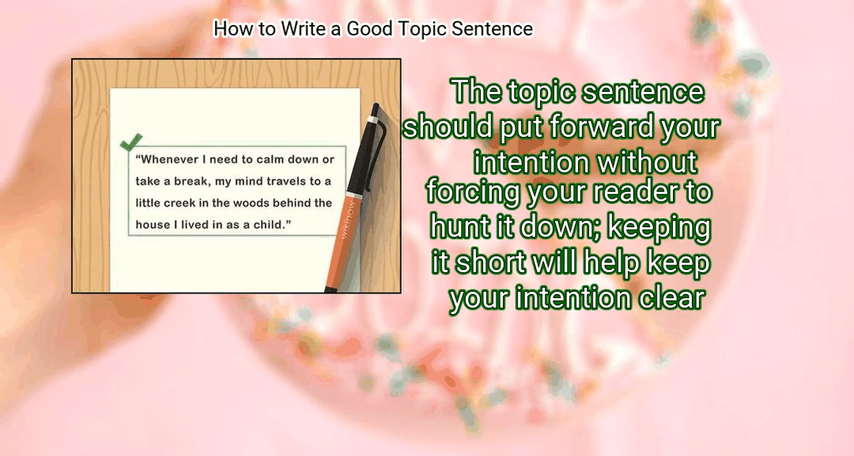 How to Write a Good Topic Sentence
“Whenever I need to calm down or
take a break, my mind travels to a
little creek in the woods behind the
house I lived in as a child.”
wikiHow
The topic sentence
should put forward your
intention without
forcing your reader to
hunt it down; keeping
it short will help keep
your intention clear